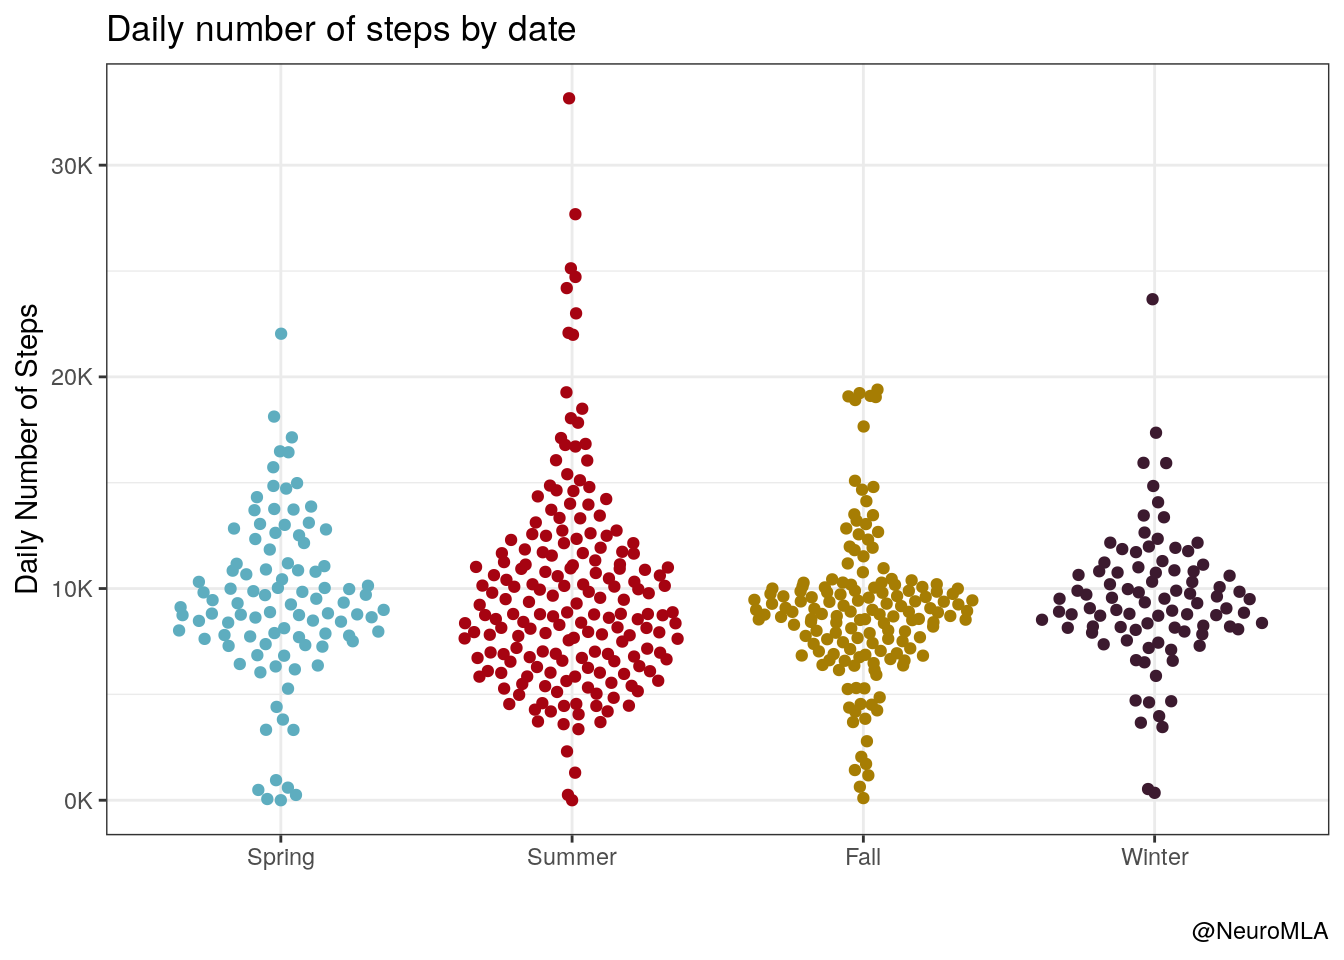 Daily number of steps by date
Daily Number of Steps
30K
20K
10K
0K
Spring Summer Fall Winter
@NeuroMLA